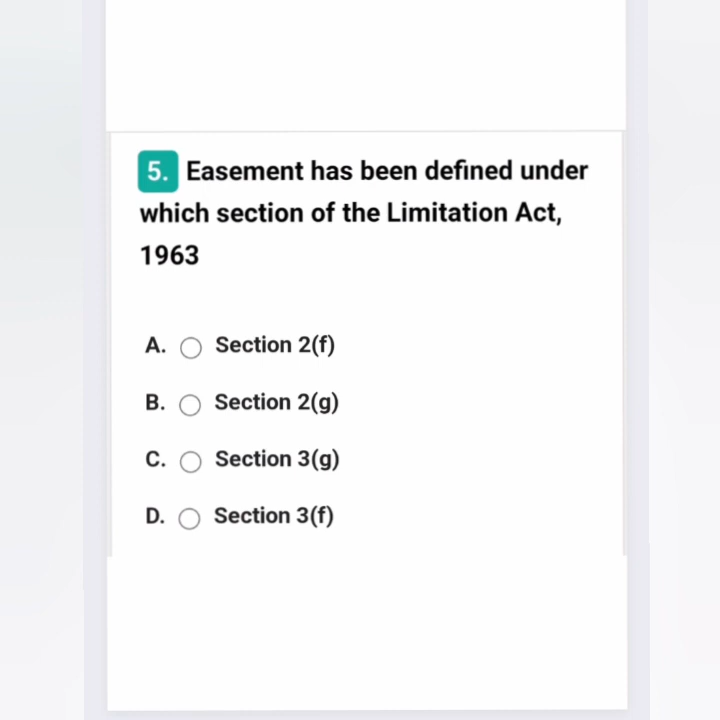 5. Easement has been defined under
which section of the Limitation Act,
1963
A. Section 2(f)
B. Section 2(g)
C. Section 3(g)
D. Section 3(f)